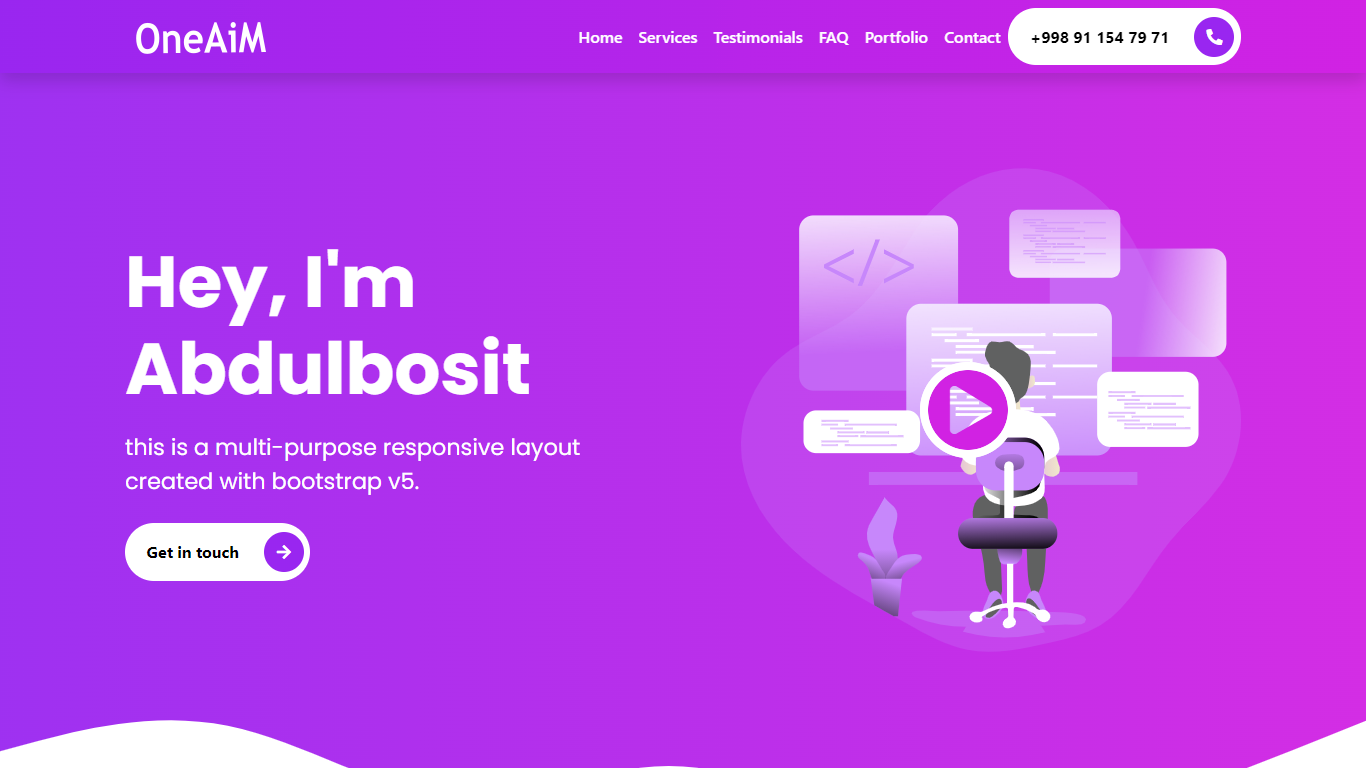 OneAiM
Home Services Testimonials FAQ Portfolio Contact +998 91 154 79 71
Hey, I'm
Abdulbosit
this is a multi-purpose responsive layout
created with bootstrap v5.
Get in touch